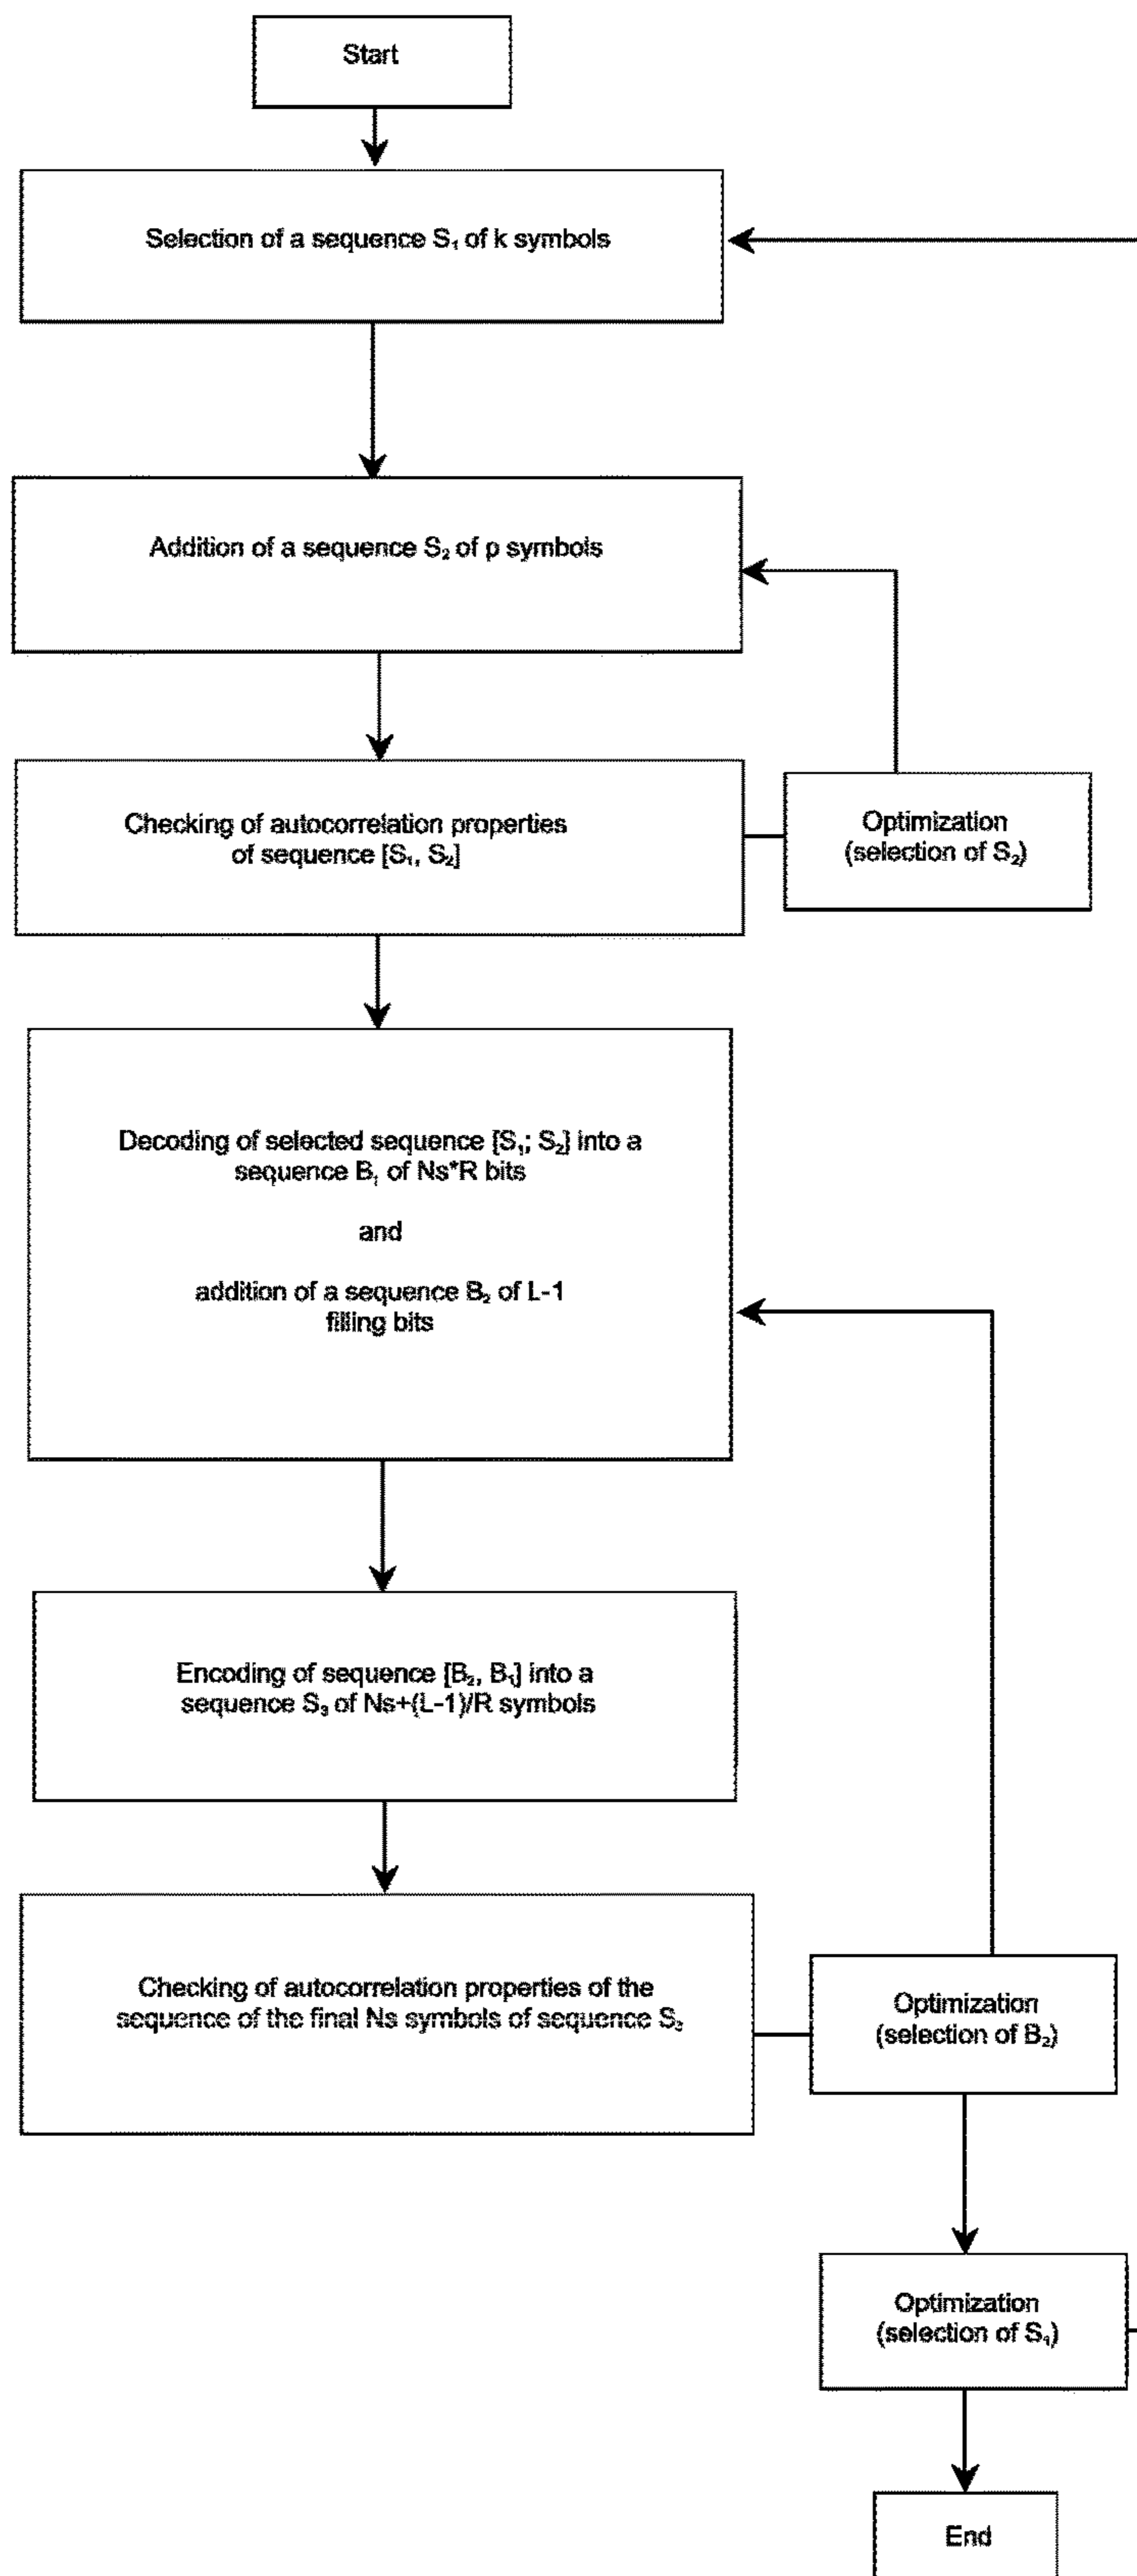 Start
Selection of a sequence S₁ of k symbols
Addition of a sequence S₂ of p symbols
Checking of autocorrelation properties
of sequence [S₁, S₂]
Optimization
(selection of S₂)
Decoding of selected sequence [S₁; S₂] into a
sequence B₁ of Ns*R bits
and
addition of a sequence B₂ of L-1
filling bits
Encoding of sequence [B₂, B₁] into a
sequence S₃ of Ns+(L-1)/R symbols
Checking of autocorrelation properties of the
sequence of the final Ns symbols of sequence S₃
Optimization
(selection of B₂)
Optimization
(selection of S₁)
End